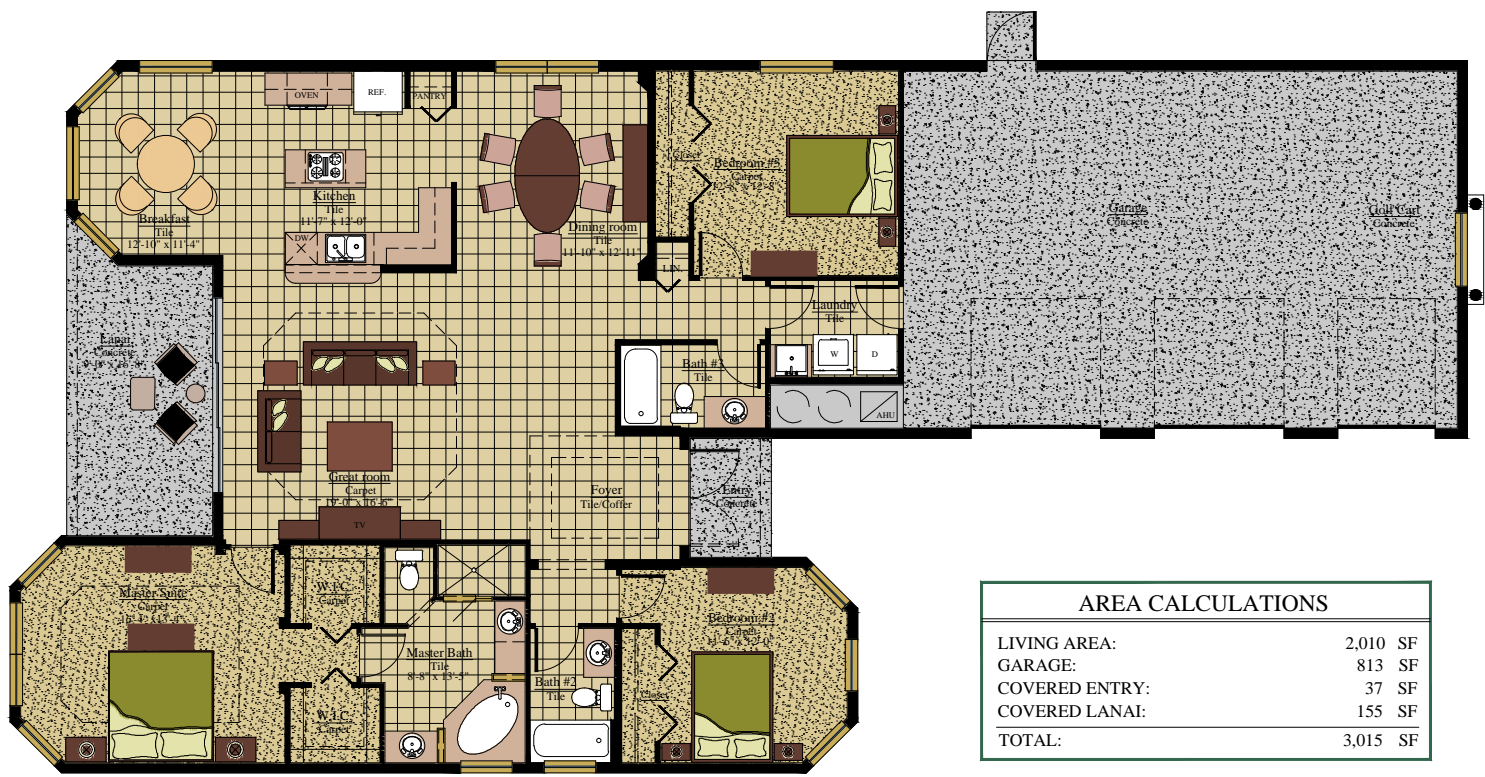 OVEN
REF.
PANTRY
Breakfast
Tile
12'-10" x 11'-4"
Kitchen
Tile
11'-7" x 12'-0"
DW
Dining room
Tile
11'-10" x 12'-11"
Closet
Bedroom #3
Carpet
LIN.
Garage
Concrete
Golf Cart
Concrete
Laundry
Tile
W
D
AHU
Bath #3
Tile
Lanai
Concrete
Great room
Carpet
19'-0" x 16'-6"
TV
Foyer
Tile/Coffer
Entry
Concrete
Master Suite
Carpet
W.I.C.
Carpet
W.I.C.
Carpet
Master Bath
Tile
8'-8" x 13'-5"
Bath #2
Tile
Bedroom #2
Carpet
Closet
AREA CALCULATIONS
LIVING AREA: 2,010 SF
GARAGE: 813 SF
COVERED ENTRY: 37 SF
COVERED LANAI: 155 SF
TOTAL: 3,015 SF